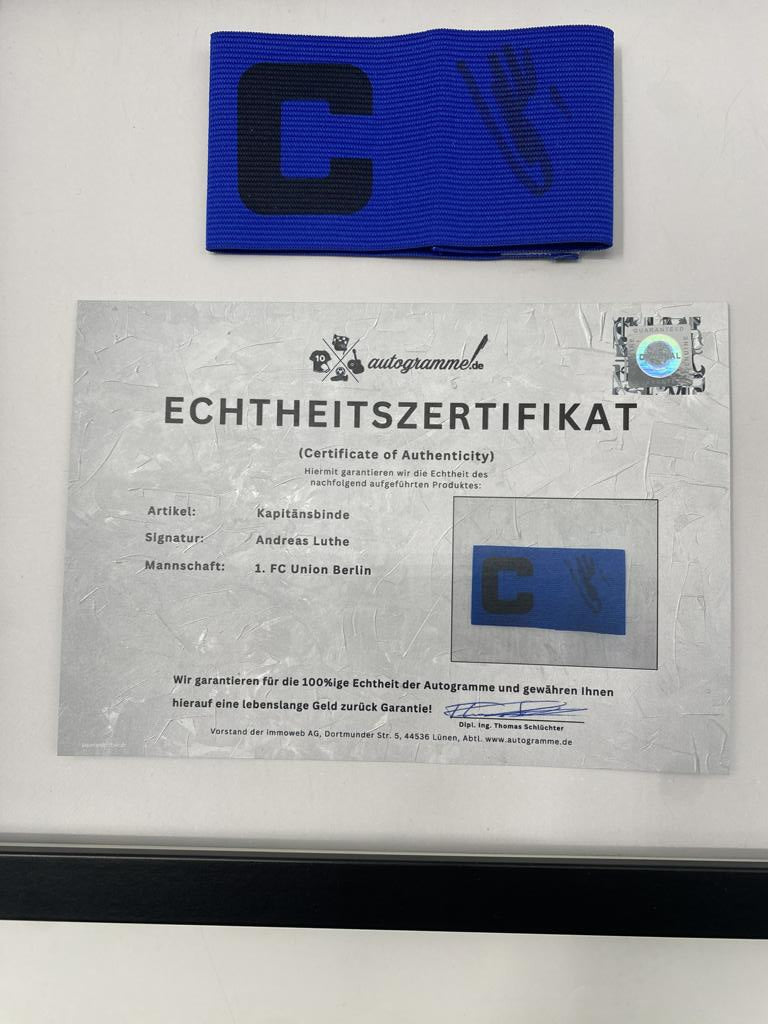 C
10
autogramme!.de
GUARANTEED
ECHTHEITSZERTIFIKAT
(Certificate of Authenticity)
Hiermit garantieren wir die Echtheit des
nachfolgend aufgeführten Produktes:
Artikel: Kapitänsbinde
Signatur: Andreas Luthe
Mannschaft: 1. FC Union Berlin
C
Wir garantieren für die 100%ige Echtheit der Autogramme und gewähren Ihnen
hierauf eine lebenslange Geld zurück Garantie!
Dipl. Ing. Thomas Schlüchter
Vorstand der Immoweb AG, Dortmunder Str. 5, 44536 Lünen, Abtl. www.autogramme.de